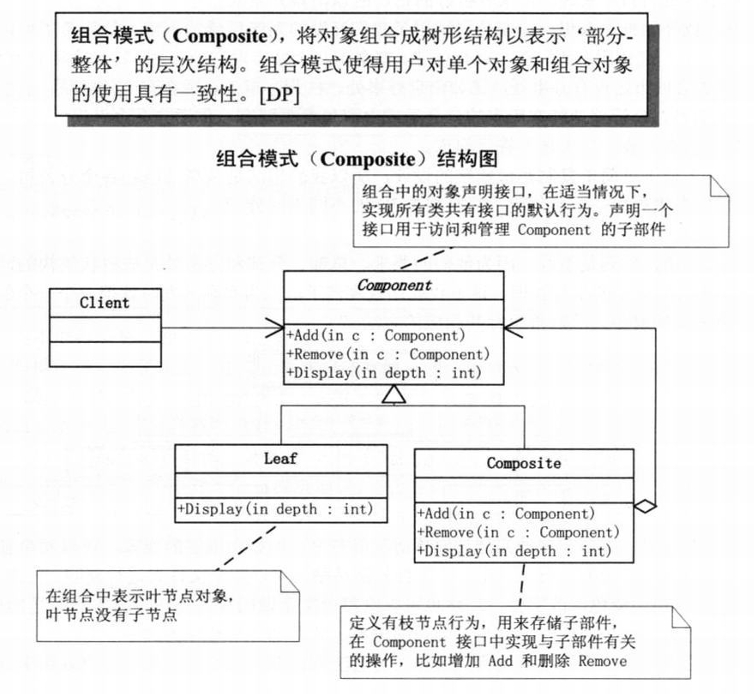 组合模式（Composite），将对象组合成树形结构以表示‘部分-
整体’的层次结构。组合模式使得用户对单个对象和组合对象
的使用具有一致性。[DP]
组合模式（Composite）结构图
组合中的对象声明接口，在适当情况下，
实现所有类共有接口的默认行为。声明一个
接口用于访问和管理 Component 的子部件
Component
Client
+Add(in c : Component)
+Remove(in c : Component)
+Display(in depth : int)
Leaf
+Display(in depth : int)
Composite
+Add(in c : Component)
+Remove(in c : Component)
+Display(in depth : int)
在组合中表示叶节点对象，
叶节点没有子节点
定义有枝节点行为，用来存储子部件，
在 Component 接口中实现与子部件有关
的操作，比如增加 Add 和删除 Remove